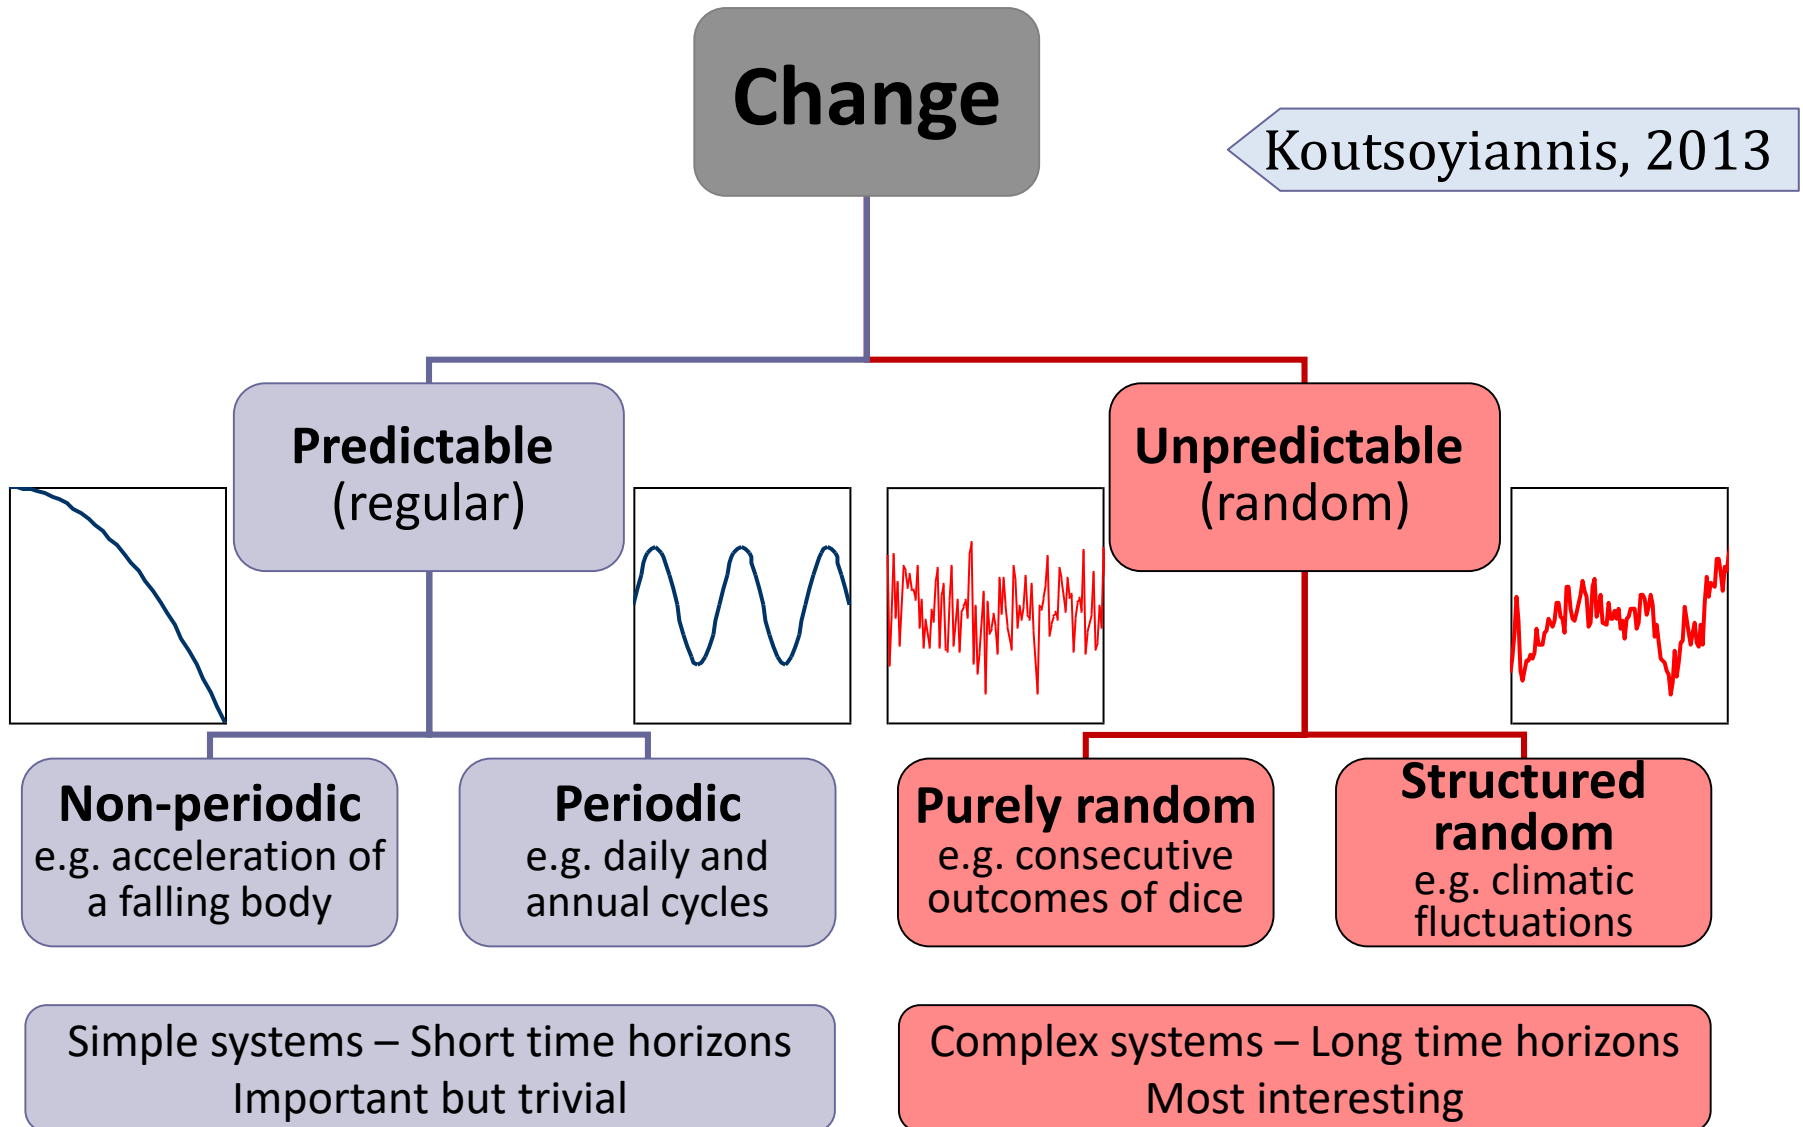 Change
Koutsoyiannis, 2013
Predictable
(regular)
Unpredictable
(random)
Non-periodic
e.g. acceleration of
a falling body
Periodic
e.g. daily and
annual cycles
Purely random
e.g. consecutive
outcomes of dice
Structured
random
e.g. climatic
fluctuations
Simple systems – Short time horizons
Important but trivial
Complex systems – Long time horizons
Most interesting